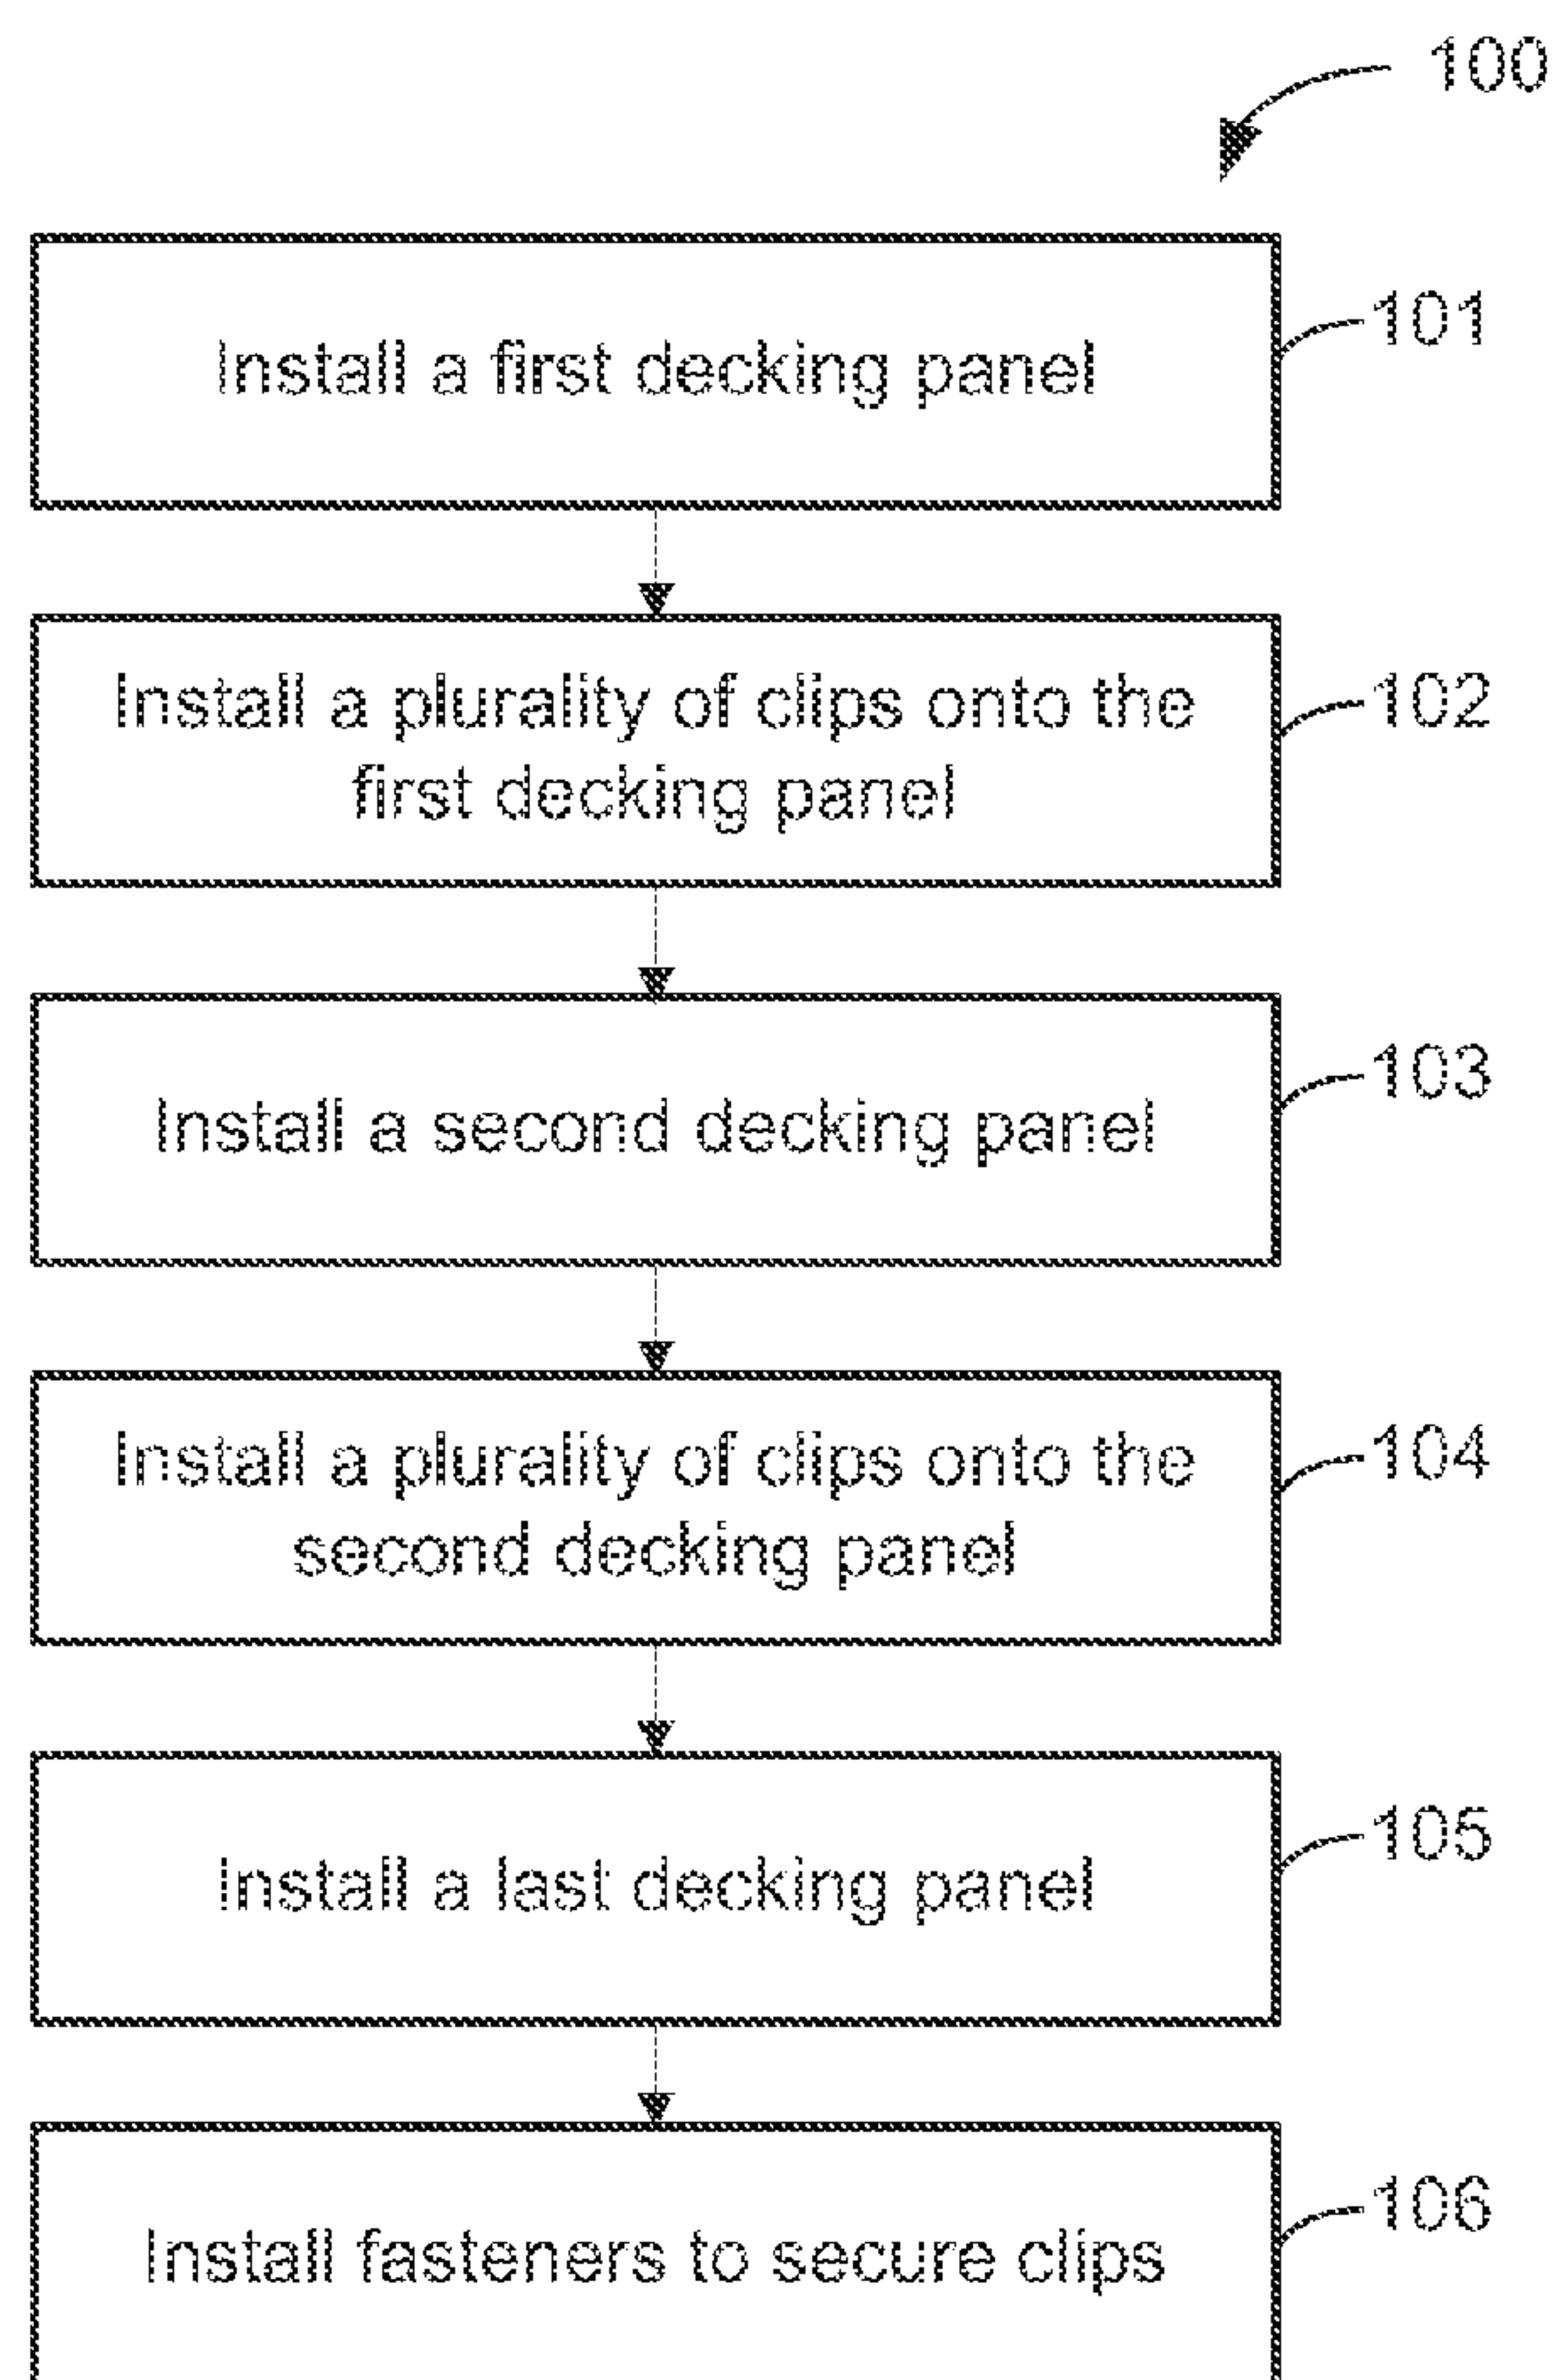 100
Install a first decking panel
101
Install a plurality of clips onto the
first decking panel
102
Install a second decking panel
103
Install a plurality of clips onto the
second decking panel
104
Install a last decking panel
105
Install fasteners to secure clips
106